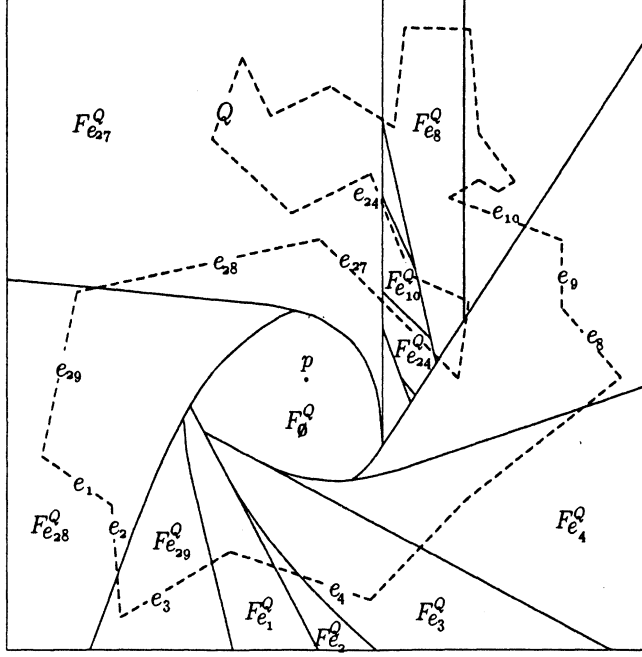 Q
F^Q_{e_{27}}
F^Q_{e_8}
e_{24}
e_{10}
e_{28}
e_{27}
F^Q_{e_{10}}
e_9
e_8
F^Q_{e_{24}}
p
e_{29}
F^Q_∅
e_1
F^Q_{e_{28}}
e_2
F^Q_{e_{29}}
F^Q_{e_4}
e_3
e_4
F^Q_{e_1}
F^Q_{e_3}
F^Q_{e_2}